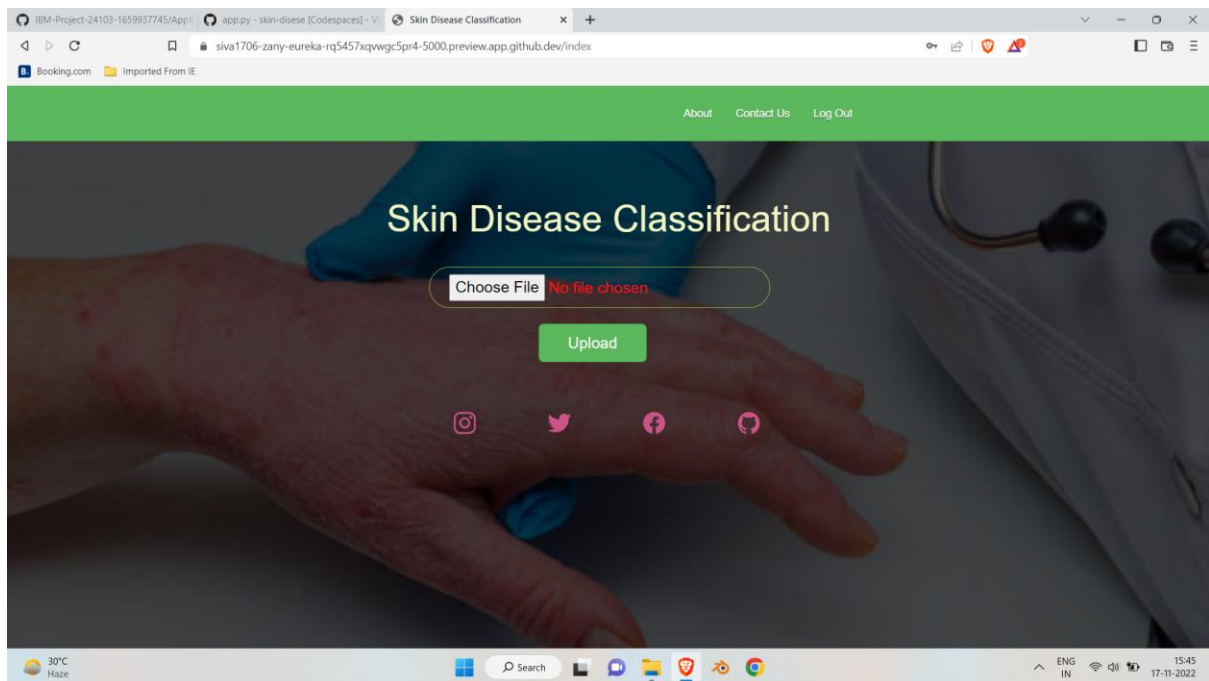 IBM-Project-24103-1659937745/Appli
app.py - skin-disese [Codespaces] - Vi
Skin Disease Classification
siva1706-zany-eureka-rq5457xqvwgc5pr4-5000.preview.app.github.dev/index
B. Booking.com
Imported From IE
About
Contact Us
Log Out
Skin Disease Classification
Choose File No file chosen
Upload
30°C
Haze
Search
ENG
IN
15:45
17-11-2022